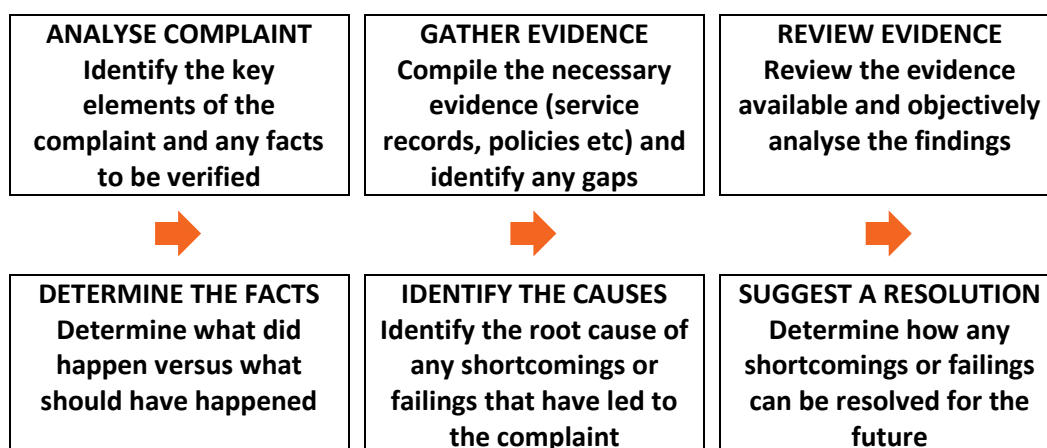 ANALYSE COMPLAINT
Identify the key
elements of the
complaint and any facts
to be verified
GATHER EVIDENCE
Compile the necessary
evidence (service
records, policies etc) and
identify any gaps
REVIEW EVIDENCE
Review the evidence
available and objectively
analyse the findings
DETERMINE THE FACTS
Determine what did
happen versus what
should have happened
IDENTIFY THE CAUSES
Identify the root cause of
any shortcomings or
failings that have led to
the complaint
SUGGEST A RESOLUTION
Determine how any
shortcomings or failings
can be resolved for the
future